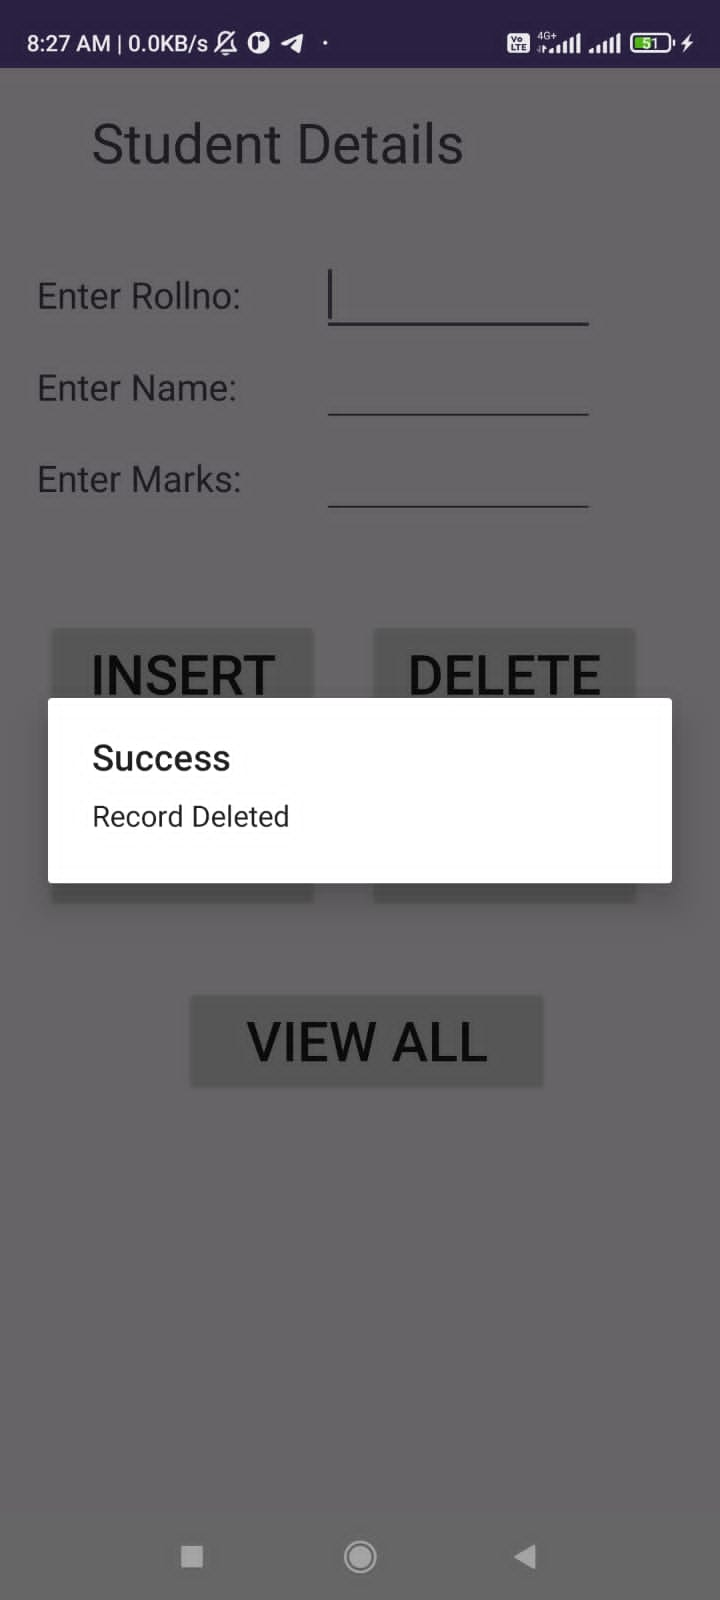 8:27 AM | 0.0KB/s
Vo LTE 4G+ 51
Student Details
Enter Rollno:
Enter Name:
Enter Marks:
INSERT DELETE
Success
Record Deleted
VIEW ALL